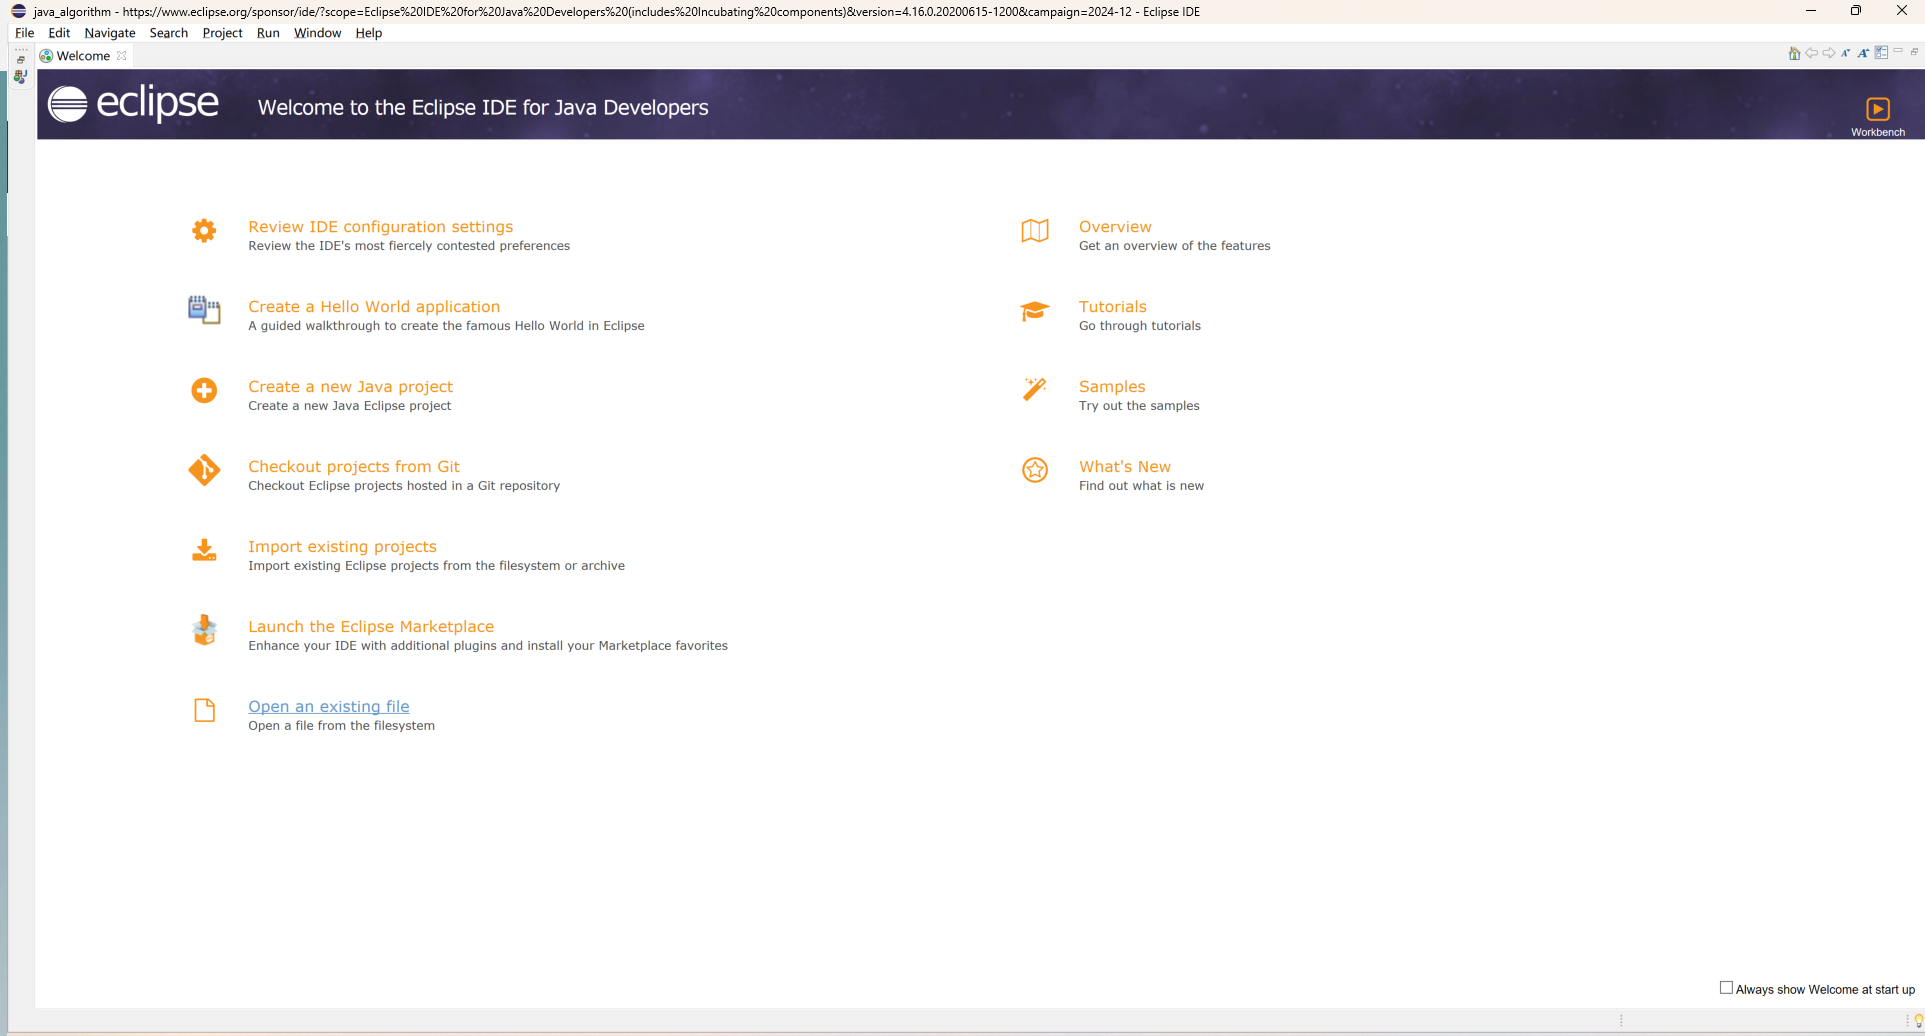 java_algorithm - https://www.eclipse.org/sponsor/ide/?scope=Eclipse%20IDE%20for%20Java%20Developers%20(includes%20Incubating%20components)&version=4.16.0.20200615-1200&campaign=2024-12 - Eclipse IDE
File Edit Navigate Search Project Run Window Help
Welcome
eclipse
Welcome to the Eclipse IDE for Java Developers
Workbench
Review IDE configuration settings
Review the IDE's most fiercely contested preferences
Create a Hello World application
A guided walkthrough to create the famous Hello World in Eclipse
Create a new Java project
Create a new Java Eclipse project
Checkout projects from Git
Checkout Eclipse projects hosted in a Git repository
Import existing projects
Import existing Eclipse projects from the filesystem or archive
Launch the Eclipse Marketplace
Enhance your IDE with additional plugins and install your Marketplace favorites
Open an existing file
Open a file from the filesystem
Overview
Get an overview of the features
Tutorials
Go through tutorials
Samples
Try out the samples
What's New
Find out what is new
Always show Welcome at start up